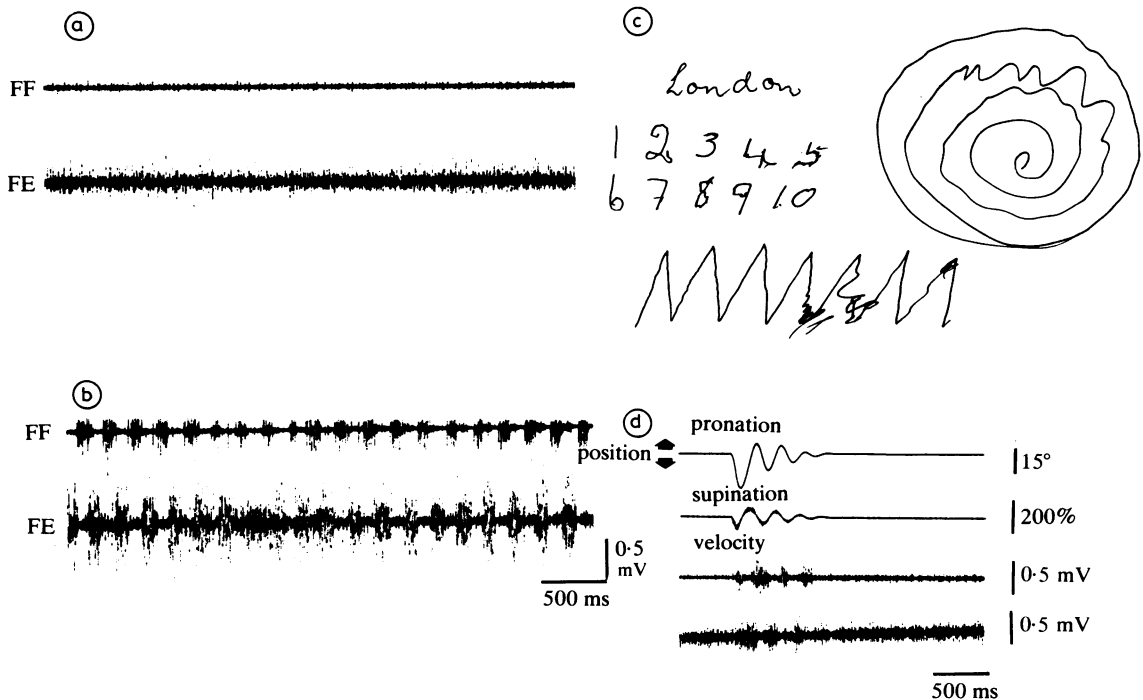 a
FF
FE
c
London
1 2 3 4 5
6 7 8 9 10
b
FF
FE
0·5
mV
500 ms
d
pronation
position
15°
supination
200%
velocity
0·5 mV
0·5 mV
500 ms